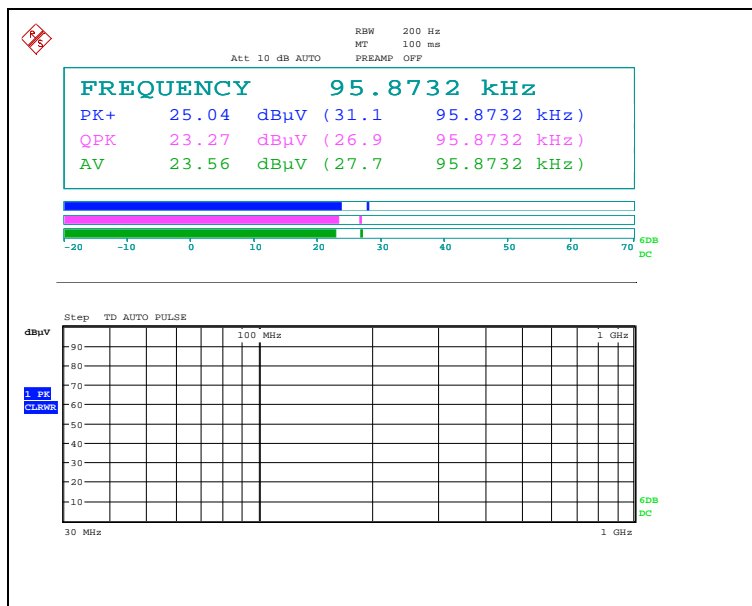 R S
RBW 200 Hz
MT 100 ms
Att 10 dB AUTO PREAMP OFF
FREQUENCY 95.8732 kHz
PK+ 25.04 dBµV (31.1 95.8732 kHz)
QPK 23.27 dBµV (26.9 95.8732 kHz)
AV 23.56 dBµV (27.7 95.8732 kHz)
-20 -10 0 10 20 30 40 50 60 70
6DB
DC
Step TD AUTO PULSE
dBµV
100 MHz 1 GHz
90
80
70
1 PK
CLRWR
60
50
40
30
20
10
6DB
DC
30 MHz 1 GHz